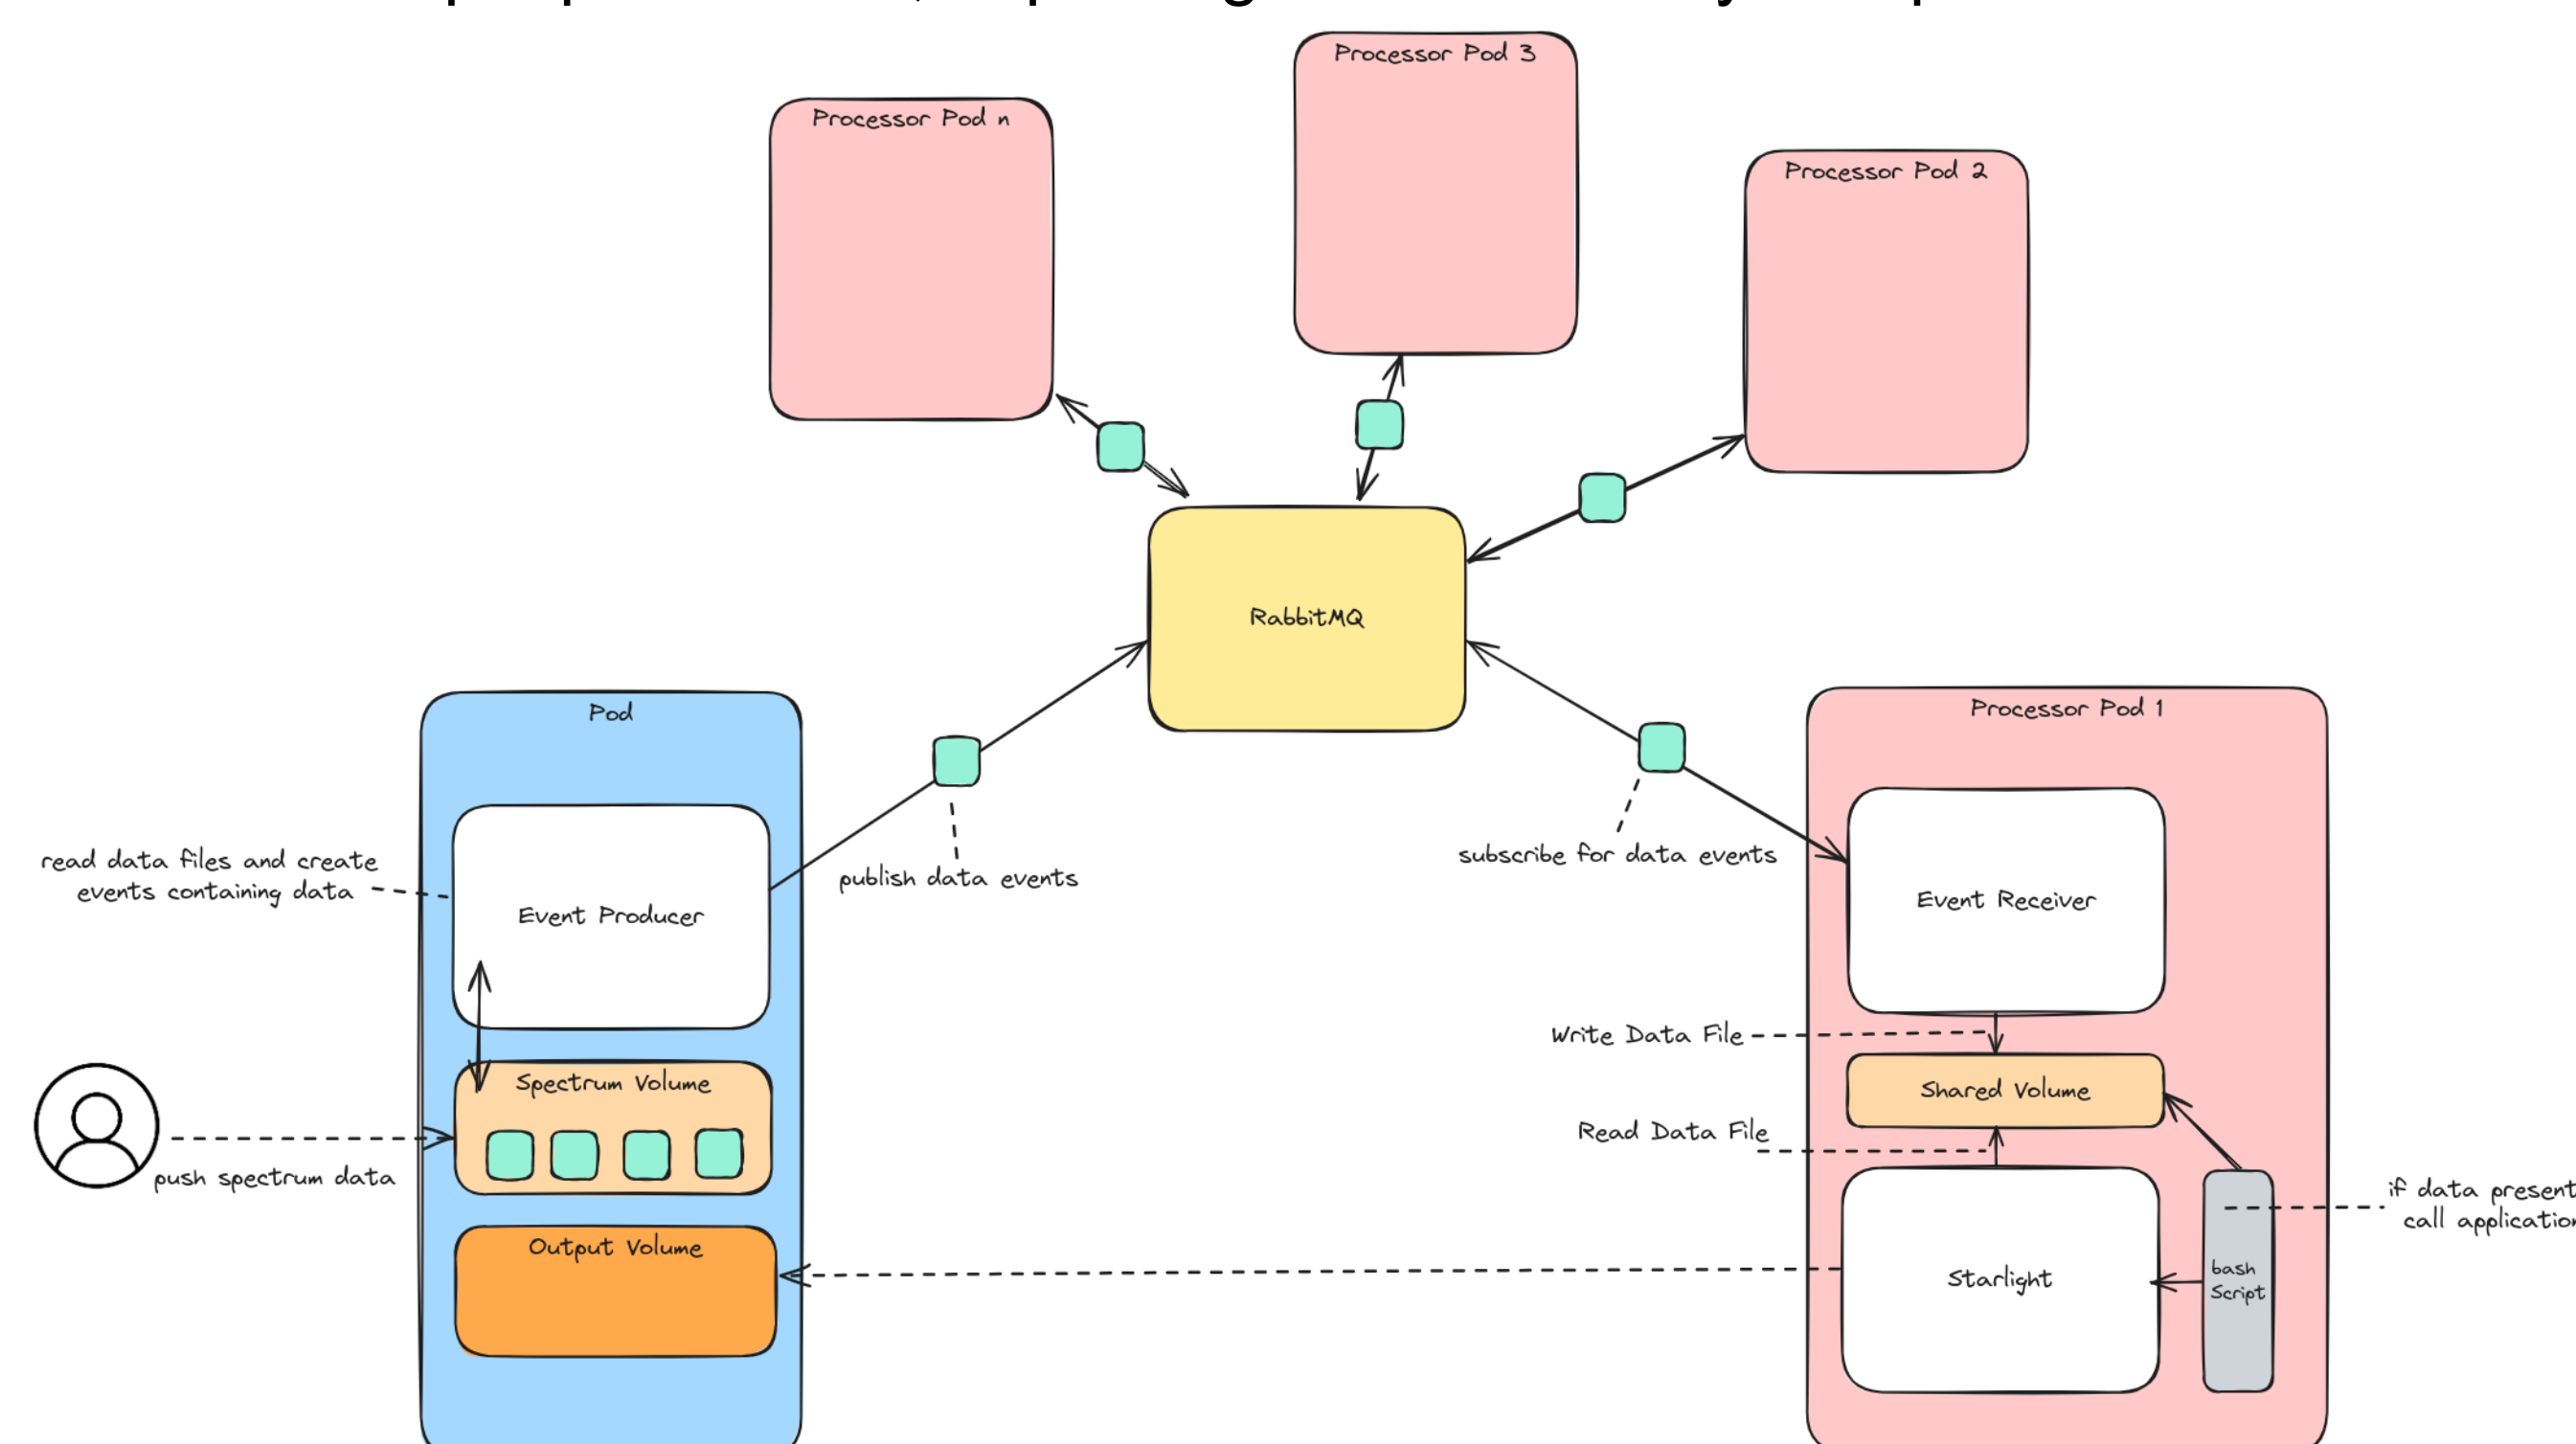 Processor Pod 3
Processor Pod n
Processor Pod 2
RabbitMQ
Pod
Processor Pod 1
read data files and create
events containing data
publish data events
subscribe for data events
Event Producer
Event Receiver
Write Data File
Spectrum Volume
Shared Volume
Read Data File
push spectrum data
if data present
call application
Output Volume
Starlight
bash
Script